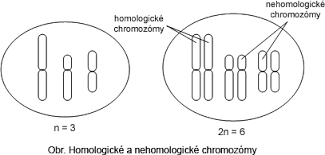 homologické
chromozómy
nehomologické
chromozómy
n = 3
2n = 6
Obr. Homologické a nehomologické chromozómy